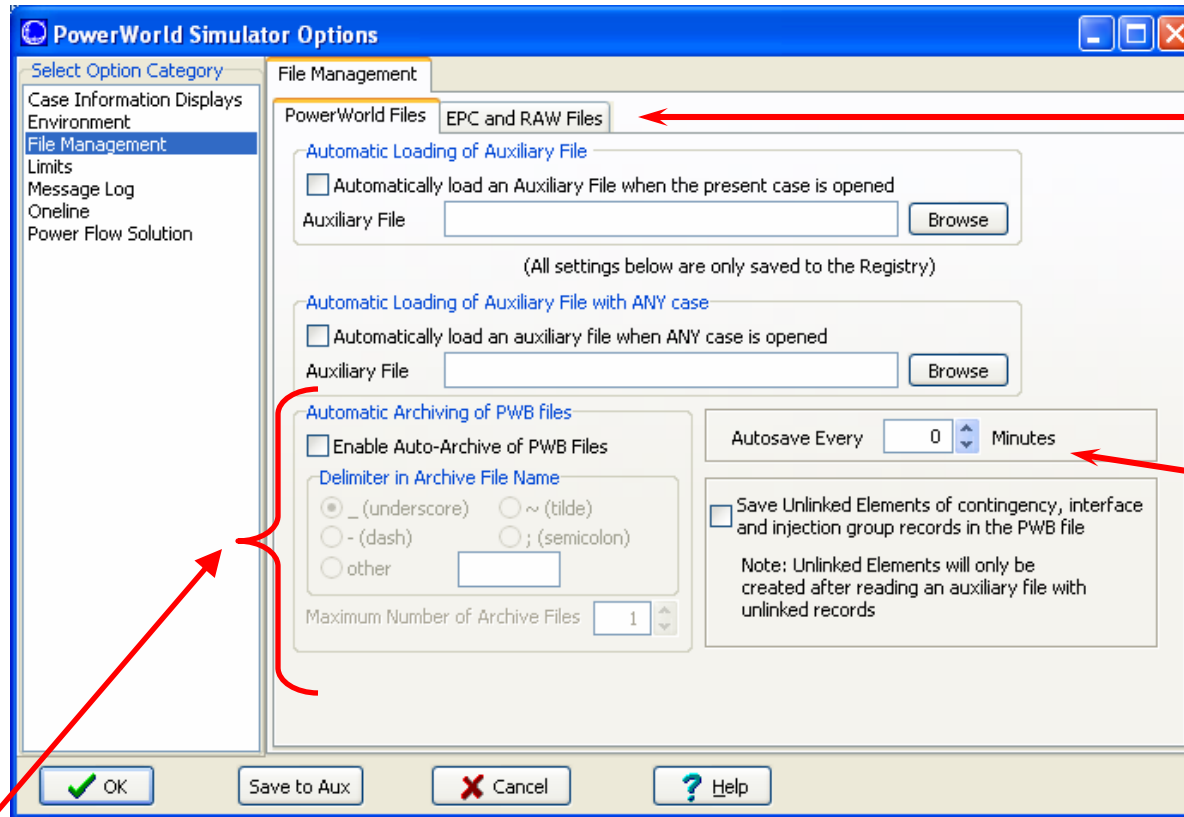 PowerWorld Simulator Options
Select Option Category
Case Information Displays
Environment
File Management
Limits
Message Log
Oneline
Power Flow Solution
File Management
PowerWorld Files
EPC and RAW Files
Automatic Loading of Auxiliary File
Automatically load an Auxiliary File when the present case is opened
Auxiliary File
Browse
(All settings below are only saved to the Registry)
Automatic Loading of Auxiliary File with ANY case
Automatically load an auxiliary file when ANY case is opened
Auxiliary File
Browse
Automatic Archiving of PWB files
Enable Auto-Archive of PWB Files
Delimiter in Archive File Name
_ (underscore)
~ (tilde)
- (dash)
; (semicolon)
other
Maximum Number of Archive Files 1
Autosave Every 0 Minutes
Save Unlinked Elements of contingency, interface
and injection group records in the PWB file
Note: Unlinked Elements will only be
created after reading an auxiliary file with
unlinked records
OK
Save to Aux
Cancel
? Help